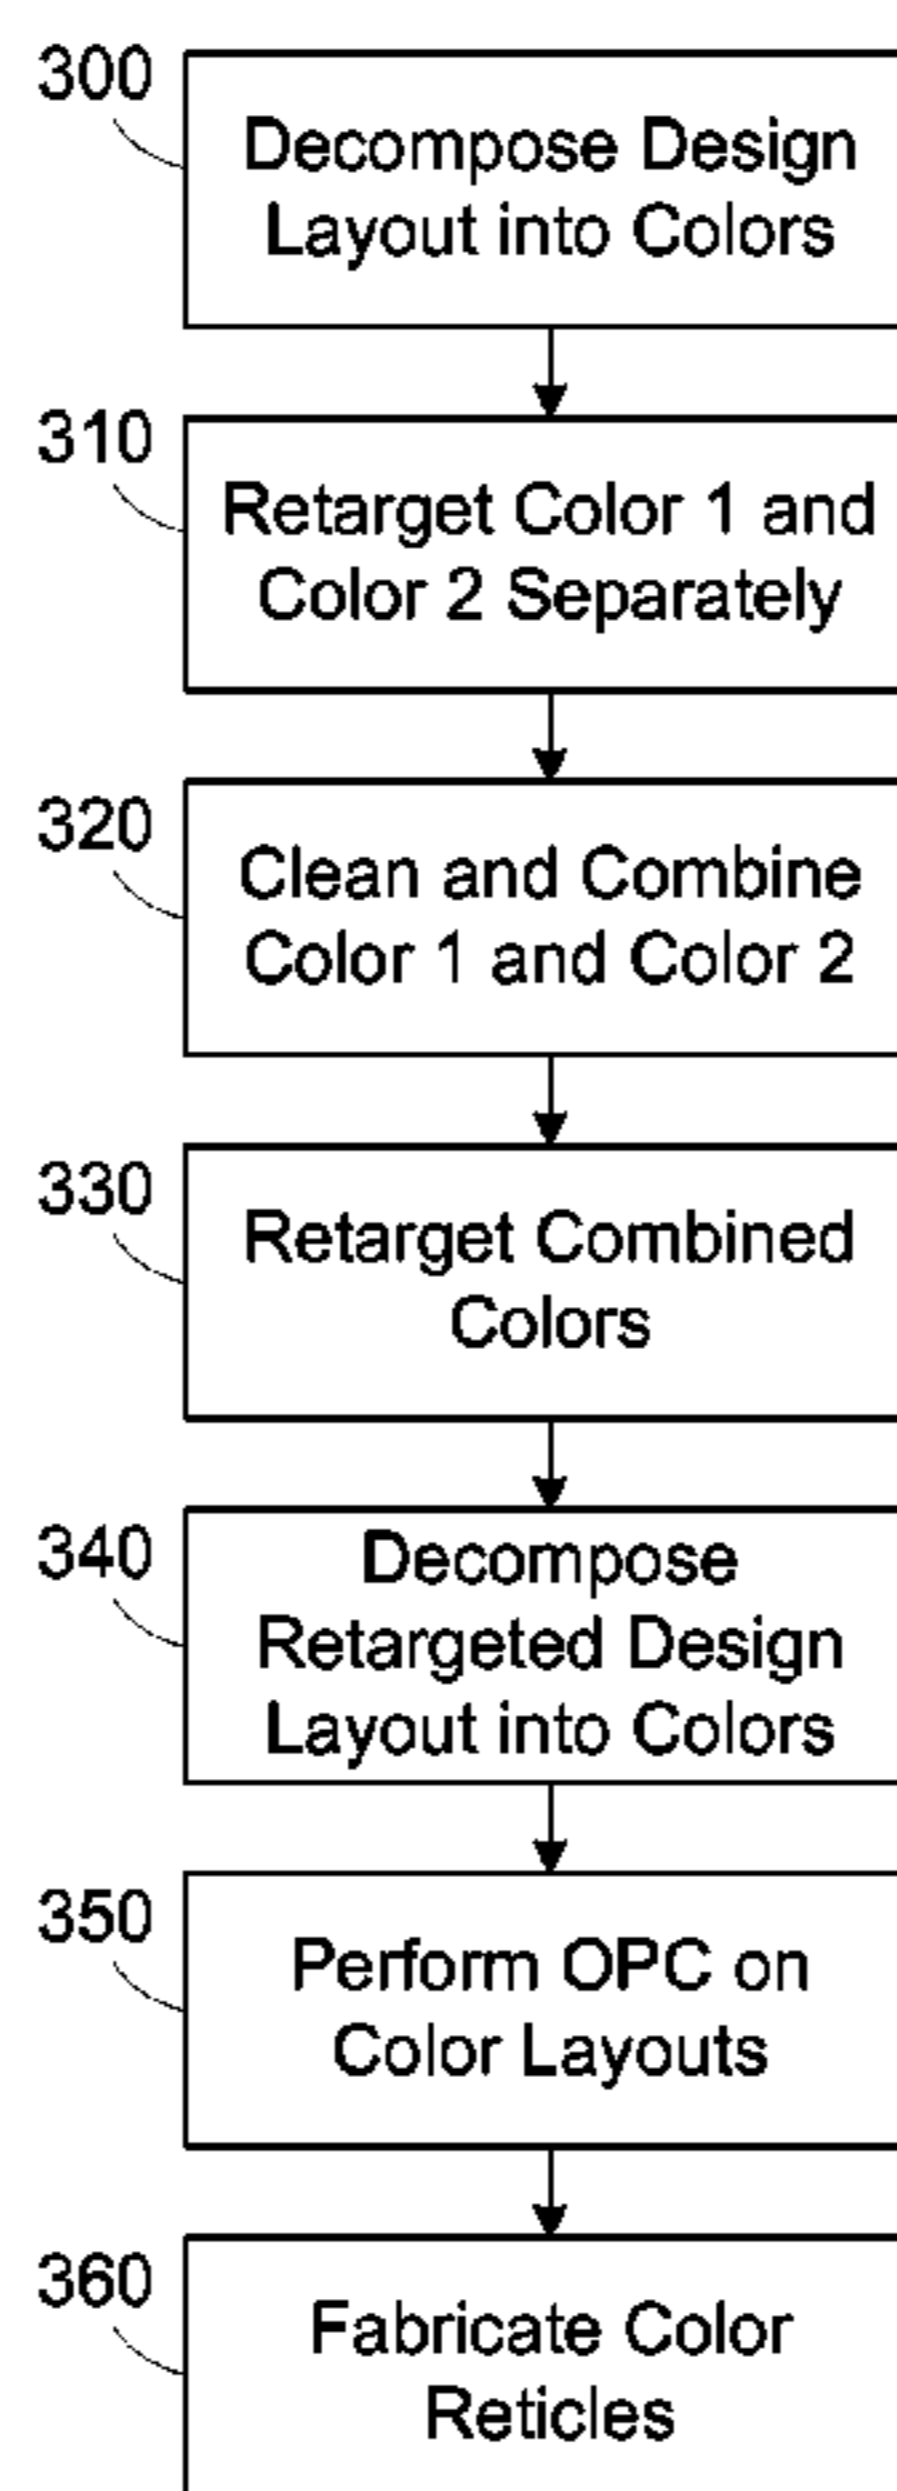 300
Decompose Design
Layout into Colors
310
Retarget Color 1 and
Color 2 Separately
320
Clean and Combine
Color 1 and Color 2
330
Retarget Combined
Colors
340
Decompose
Retargeted Design
Layout into Colors
350
Perform OPC on
Color Layouts
360
Fabricate Color
Reticles